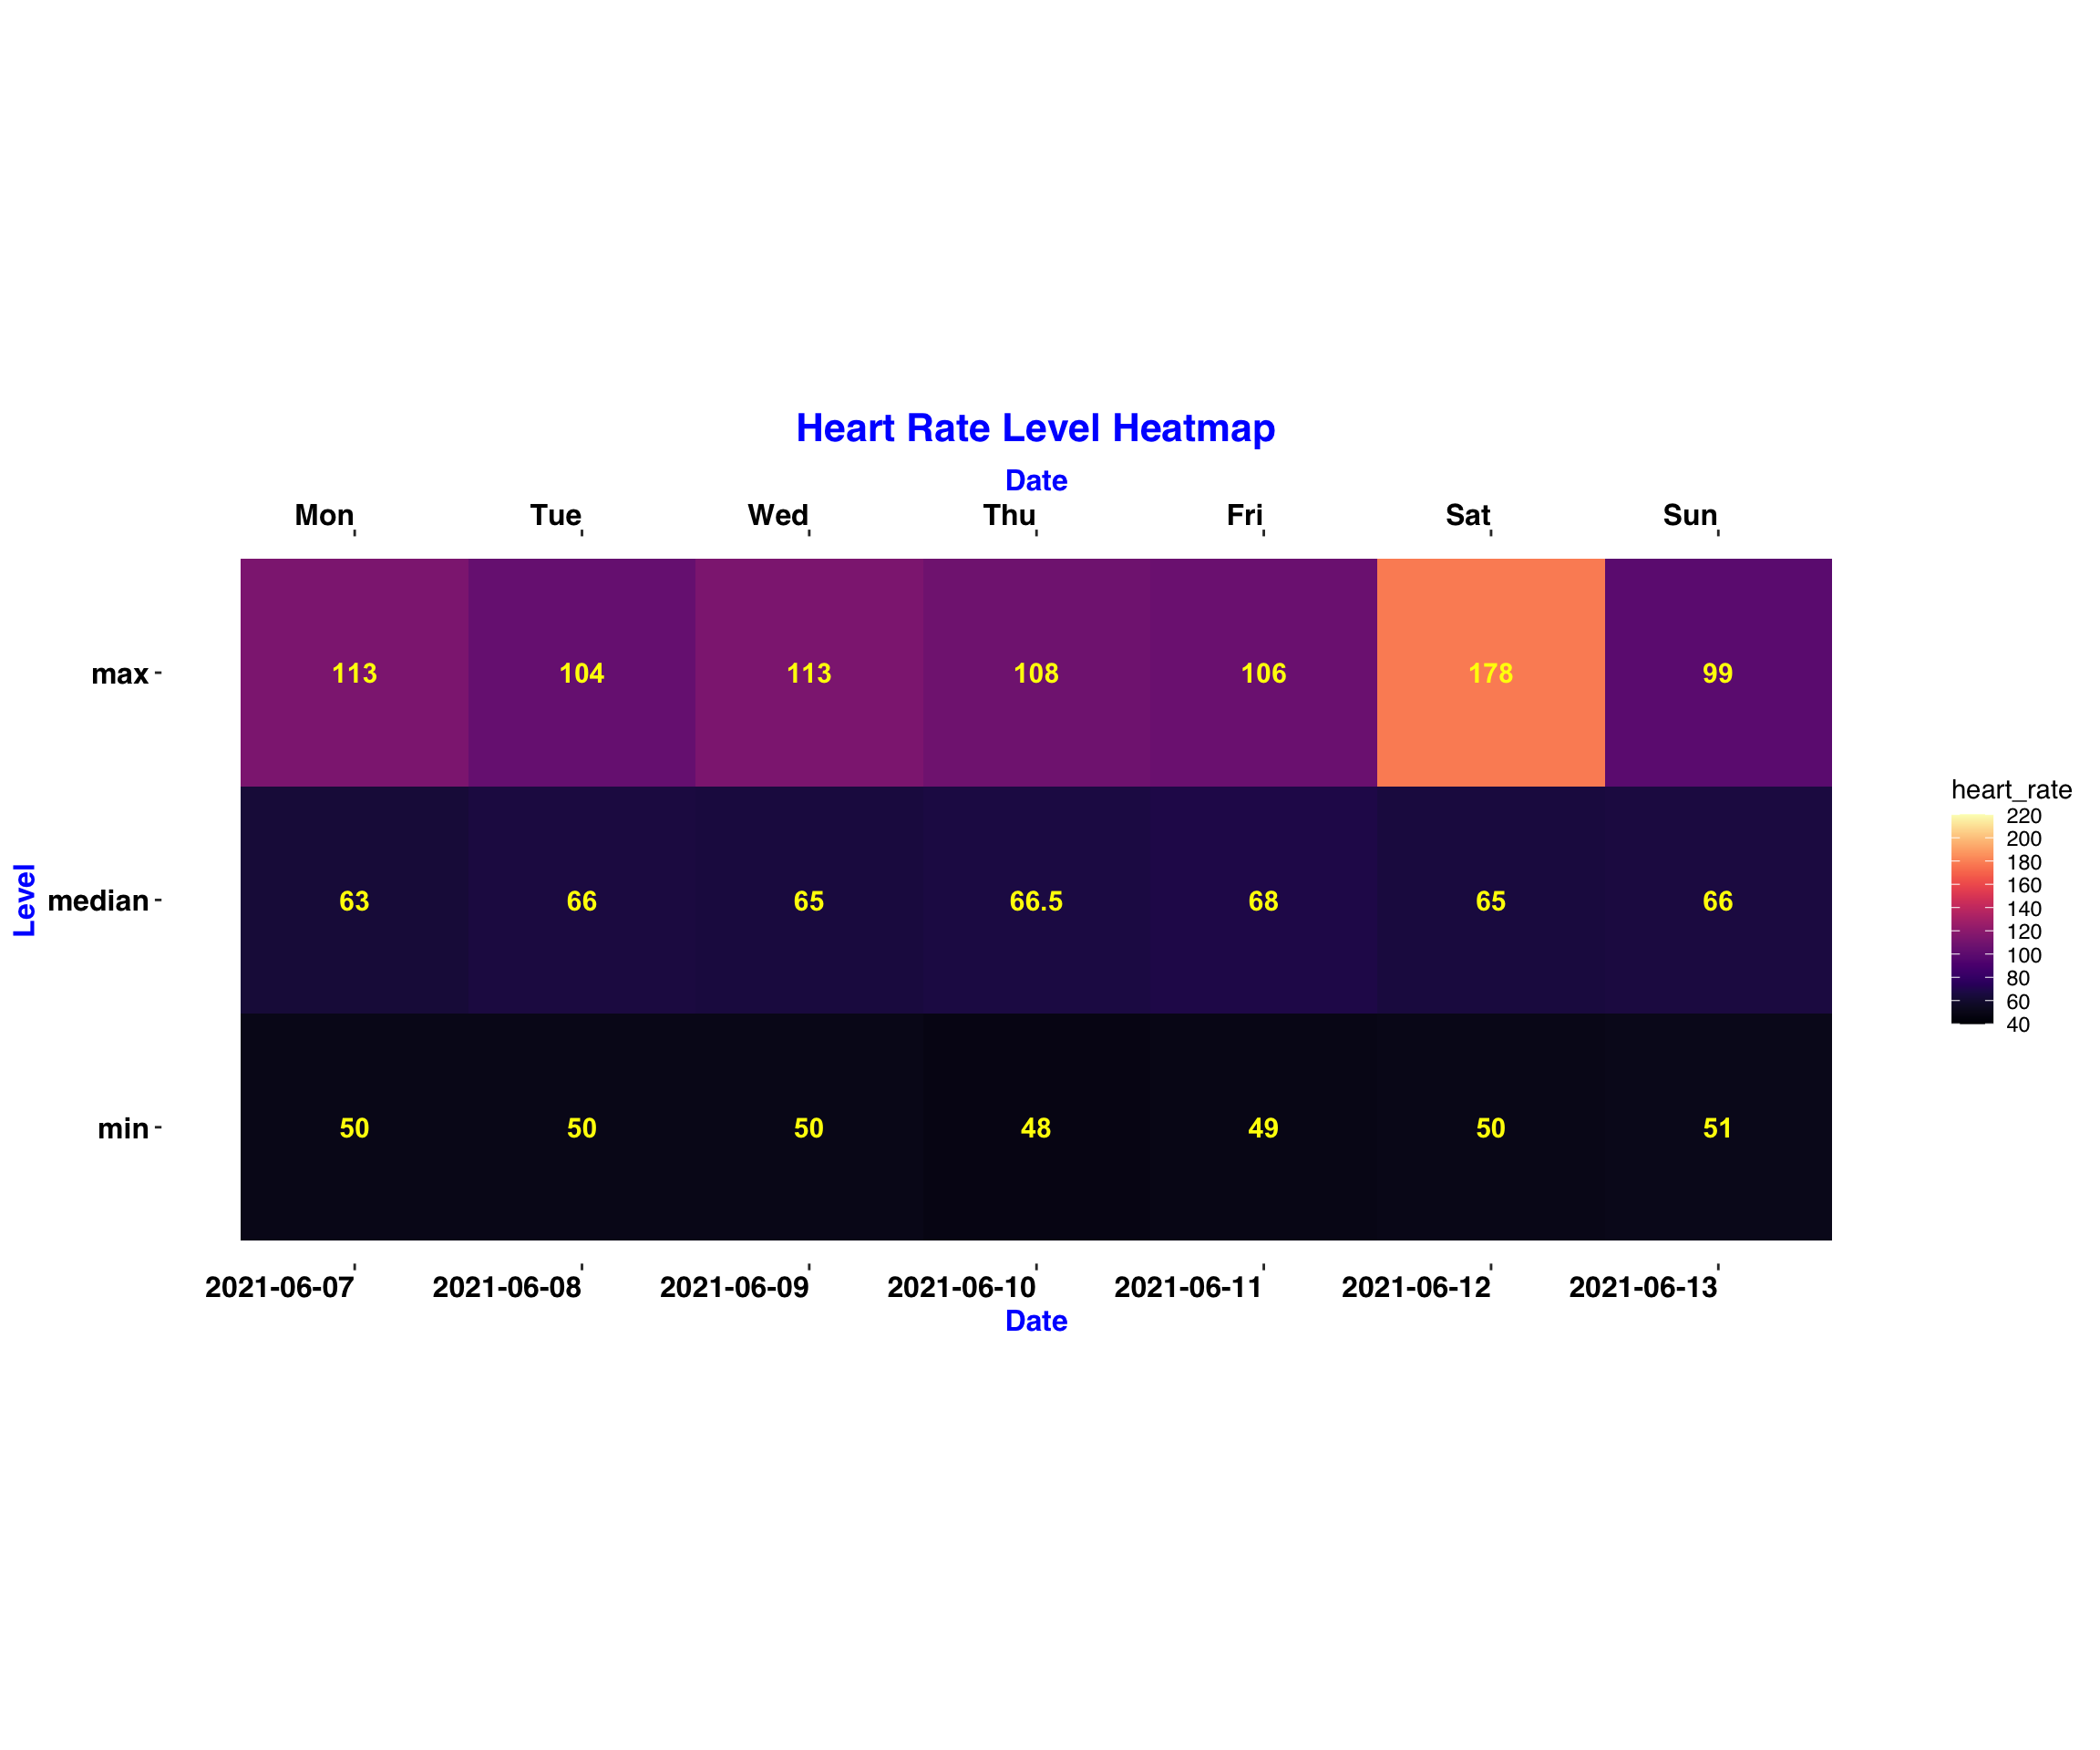 Heart Rate Level Heatmap
Date
Mon Tue Wed Thu Fri Sat Sun
max 113 104 113 108 106 178 99
Level
median 63 66 65 66.5 68 65 66
min 50 50 50 48 49 50 51
2021-06-07 2021-06-08 2021-06-09 2021-06-10 2021-06-11 2021-06-12 2021-06-13
Date
heart_rate
220
200
180
160
140
120
100
80
60
40